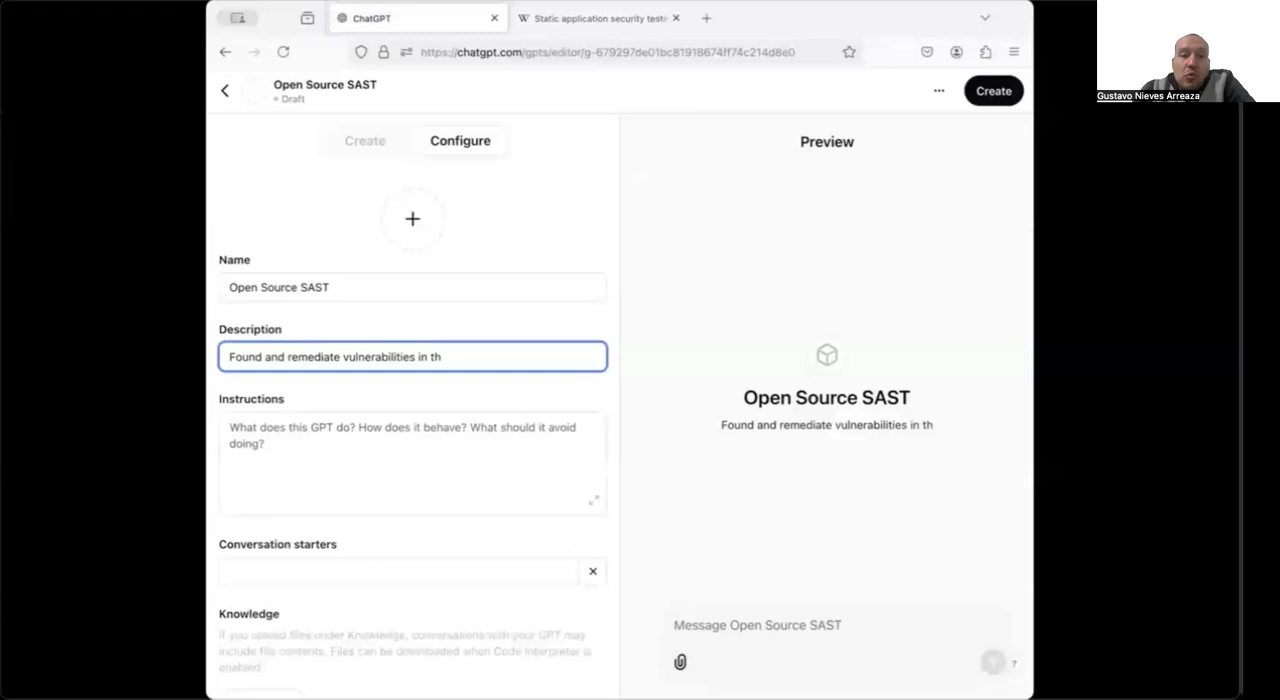 ChatGPT
Static application security testi
https://chatgpt.com/gpts/editor/g-679297de01bc81918674ff74c214d8e0
Open Source SAST
Draft
Create
Gustavo Nieves Arreaza
Create
Configure
Preview
Name
Open Source SAST
Description
Found and remediate vulnerabilities in th
Instructions
What does this GPT do? How does it behave? What should it avoid
doing?
Open Source SAST
Found and remediate vulnerabilities in th
Conversation starters
Knowledge
If you upload files under Knowledge, conversations with your GPT may
include file contents. Files can be downloaded when Code Interpreter is
enabled
Message Open Source SAST
?